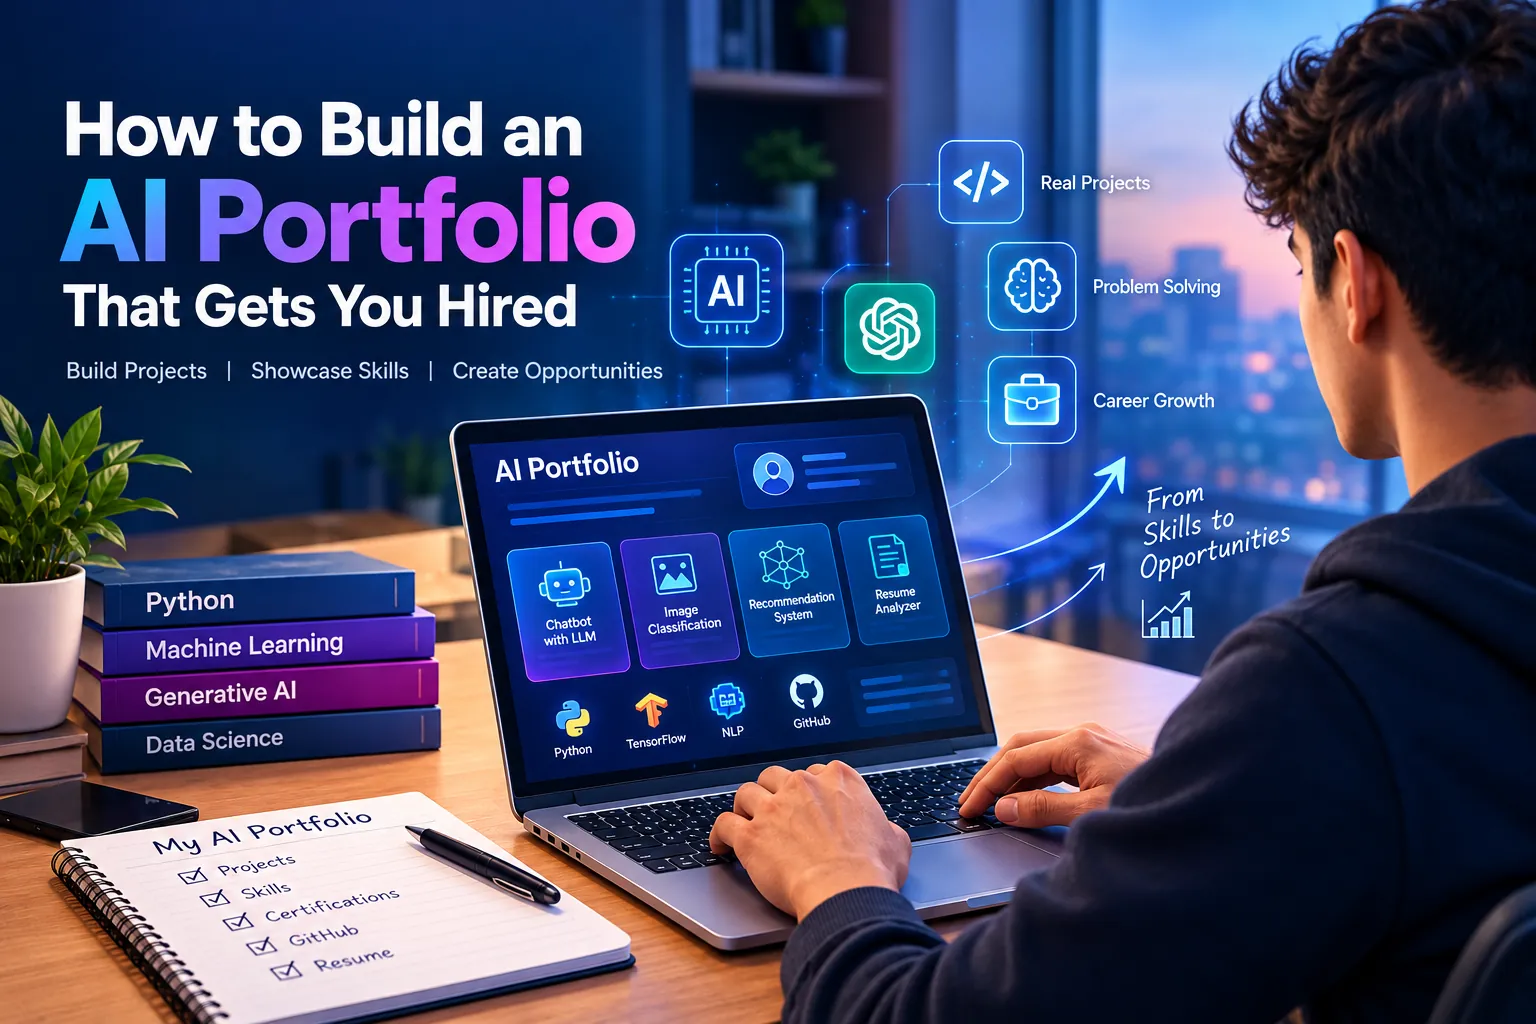 How to Build an
AI Portfolio
That Gets You Hired
Build Projects | Showcase Skills | Create Opportunities
AI
</>
Real Projects
Problem Solving
Career Growth
From
Skills to
Opportunities
AI Portfolio
Chatbot
with LLM
Image
Classification
Recommendation
System
Resume
Analyzer
Python
TensorFlow
NLP
GitHub
Python
Machine Learning
Generative AI
Data Science
My AI Portfolio
Projects
Skills
Certifications
GitHub
Resume